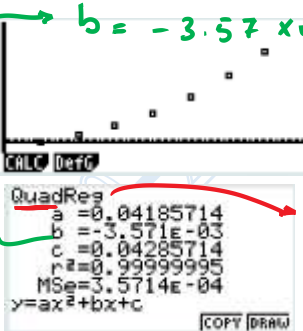 b = -3.57 x
CALC DefG
QuadReg
a =0.04185714
b =-3.571E-03
c =0.04285714
r²=0.99999995
MSe=3.5714E-04
y=ax²+bx+c
COPY DRAW